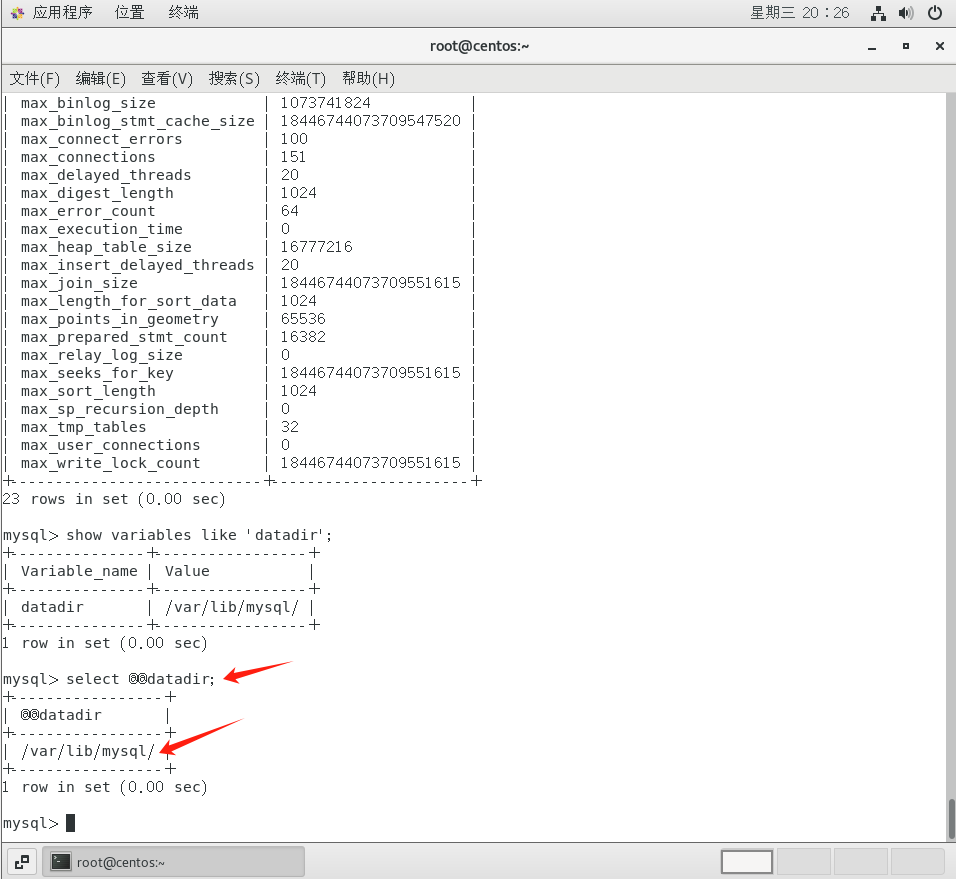 应用程序 位置 终端 星期三 20：26
root@centos:~
文件(F) 编辑(E) 查看(V) 搜索(S) 终端(T) 帮助(H)
| max_binlog_size | 1073741824 |
| max_binlog_stmt_cache_size | 18446744073709547520 |
| max_connect_errors | 100 |
| max_connections | 151 |
| max_delayed_threads | 20 |
| max_digest_length | 1024 |
| max_error_count | 64 |
| max_execution_time | 0 |
| max_heap_table_size | 16777216 |
| max_insert_delayed_threads | 20 |
| max_join_size | 18446744073709551615 |
| max_length_for_sort_data | 1024 |
| max_points_in_geometry | 65536 |
| max_prepared_stmt_count | 16382 |
| max_relay_log_size | 0 |
| max_seeks_for_key | 18446744073709551615 |
| max_sort_length | 1024 |
| max_sp_recursion_depth | 0 |
| max_tmp_tables | 32 |
| max_user_connections | 0 |
| max_write_lock_count | 18446744073709551615 |
+----------------------------+----------------------+
23 rows in set (0.00 sec)
mysql> show variables like 'datadir';
+---------------+-----------------+
| Variable_name | Value |
+---------------+-----------------+
| datadir | /var/lib/mysql/ |
+---------------+-----------------+
1 row in set (0.00 sec)
mysql> select @@datadir;
+-----------------+
| @@datadir |
+-----------------+
| /var/lib/mysql/ |
+-----------------+
1 row in set (0.00 sec)
mysql>
root@centos:~